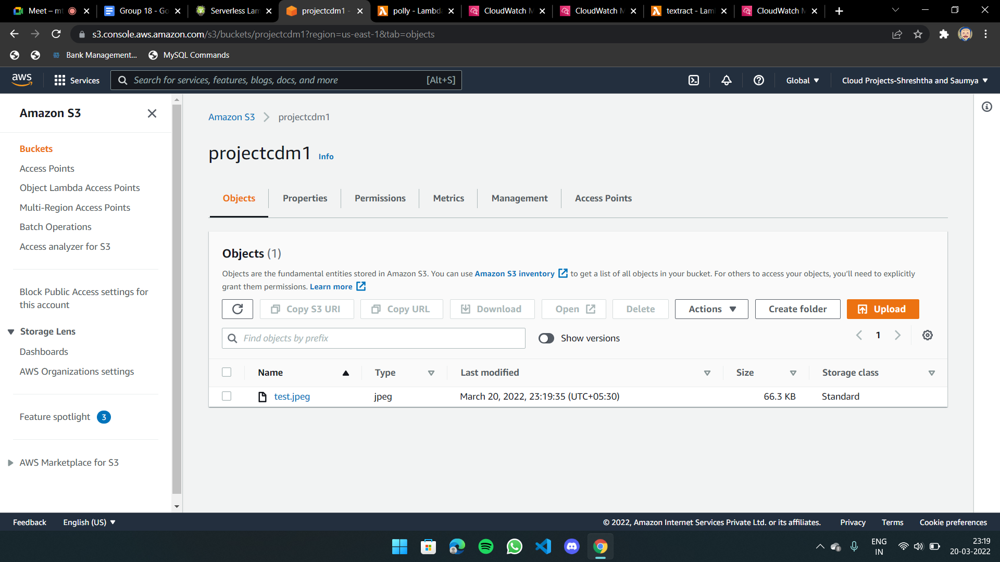 Meet – mt
Group 18 - Go
Serverless Lam
projectcdm1 -
polly - Lambda
CloudWatch M
CloudWatch M
textract - Lam
CloudWatch M
s3.console.aws.amazon.com/s3/buckets/projectcdm1?region=us-east-1&tab=objects
Bank Management...
MySQL Commands
aws
Services
Search for services, features, blogs, docs, and more
[Alt+S]
Global
Cloud Projects-Shreshtha and Saumya
Amazon S3
Buckets
Access Points
Object Lambda Access Points
Multi-Region Access Points
Batch Operations
Access analyzer for S3
Block Public Access settings for
this account
Storage Lens
Dashboards
AWS Organizations settings
Feature spotlight 3
AWS Marketplace for S3
Amazon S3
projectcdm1
projectcdm1 Info
Objects
Properties
Permissions
Metrics
Management
Access Points
Objects (1)
Objects are the fundamental entities stored in Amazon S3. You can use Amazon S3 inventory to get a list of all objects in your bucket. For others to access your objects, you’ll need to explicitly
grant them permissions. Learn more
Copy S3 URI
Copy URL
Download
Open
Delete
Actions
Create folder
Upload
Find objects by prefix
Show versions
1
Name
Type
Last modified
Size
Storage class
test.jpeg
jpeg
March 20, 2022, 23:19:35 (UTC+05:30)
66.3 KB
Standard
Feedback
English (US)
© 2022, Amazon Internet Services Private Ltd. or its affiliates.
Privacy
Terms
Cookie preferences
ENG
IN
23:19
20-03-2022